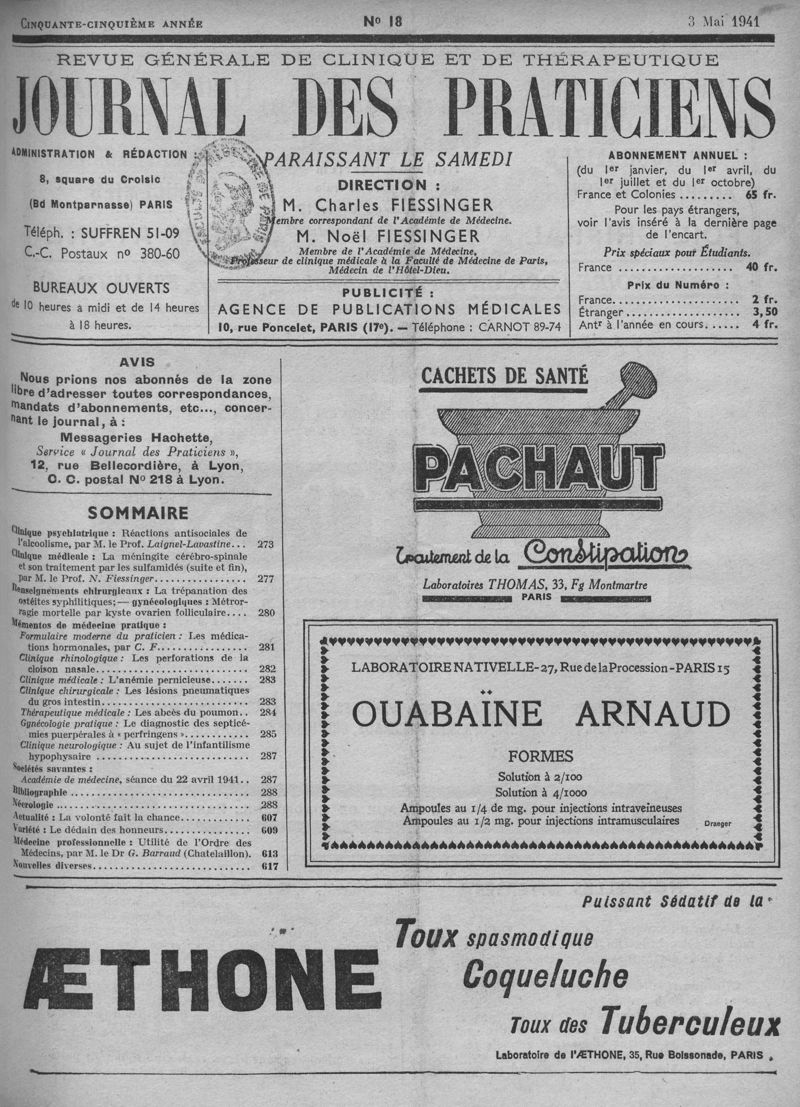 CINQUANTE-CINQUIÈME ANNÉE
No 18
3 Mai 1941
REVUE GÉNÉRALE DE CLINIQUE ET DE THÉRAPEUTIQUE
JOURNAL DES PRATICIENS
ADMINISTRATION & RÉDACTION :
8, square du Croisic
(Bd Montparnasse) PARIS
Téléph. : SUFFREN 51-09
C.-C. Postaux no 380-60
BUREAUX OUVERTS
de 10 heures a midi et de 14 heures
à 18 heures.
PARAISSANT LE SAMEDI
DIRECTION :
M. Charles FIESSINGER
Membre correspondant de l'Académie de Médecine.
M. Noël FIESSINGER
Membre de l'Académie de Médecine,
Professeur de clinique médicale à la Faculté de Médecine de Paris,
Médecin de l'Hôtel-Dieu.
PUBLICITÉ :
AGENCE DE PUBLICATIONS MÉDICALES
10, rue Poncelet, PARIS (17e). — Téléphone : CARNOT 89-74
ABONNEMENT ANNUEL :
(du 1er janvier, du 1er avril, du
1er juillet et du 1er octobre)
France et Colonies ......... 65 fr.
Pour les pays étrangers,
voir l'avis inséré à la dernière page
de l'encart.
Prix spéciaux pour Étudiants.
France .................. 40 fr.
Prix du Numéro :
France................... 2 fr.
Étranger ................. 3,50
Antr à l'année en cours...... 4 fr.
AVIS
Nous prions nos abonnés de la zone
libre d'adresser toutes correspondances,
mandats d'abonnements, etc..., concer-
nant le journal, à :
Messageries Hachette,
Service « Journal des Praticiens »,
12, rue Bellecordière, à Lyon,
C. C. postal No 218 à Lyon.
SOMMAIRE
Clinique psychiatrique : Réactions antisociales de
l'alcoolisme, par M. le Prof. Laignel-Lavastine... 273
Clinique médicale : La méningite cérébro-spinale
et son traitement par les sulfamidés (suite et fin),
par M. le Prof. N. Fiessinger................ 277
Renseignements chirurgicaux : La trépanation des
ostéites syphilitiques; — gynécologiques : Métror-
ragie mortelle par kyste ovarien folliculaire.... 280
Mémentos de médecine pratique :
Formulaire moderne du praticien : Les médica-
tions hormonales, par C. F................. 281
Clinique rhinologique : Les perforations de la
cloison nasale......................... 282
Clinique médicale : L'anémie pernicieuse....... 283
Clinique chirurgicale : Les lésions pneumatiques
du gros intestin........................ 283
Thérapeutique médicale : Les abcès du poumon.. 284
Gynécologie pratique : Le diagnostic des septicé-
mies puerpérales à « perfringens »............ 285
Clinique neurologique : Au sujet de l'infantilisme
hypophysaire .......................... 287
Sociétés savantes :
Académie de médecine, séance du 22 avril 1941.. 287
Bibliographie .............................. 288
Nécrologie ................................ 288
Actualité : La volonté fait la chance............ 607
Variété : Le dédain des honneurs............... 609
Médecine professionnelle : Utilité de l'Ordre des
Médecins, par M. le Dr G. Barraud (Chatelaillon). 613
Nouvelles diverses........................... 617
CACHETS DE SANTÉ
PACHAUT
Traitement de la Constipation
Laboratoires THOMAS, 33, Fg Montmartre
PARIS
LABORATOIRE NATIVELLE-27, Rue de la Procession-PARIS 15
OUABAÏNE ARNAUD
FORMES
Solution à 2/100
Solution à 4/1000
Ampoules au 1/4 de mg. pour injections intraveineuses
Ampoules au 1/2 mg. pour injections intramusculaires
Dranger
ÆTHONE
Puissant Sédatif de la
Toux spasmodique
Coqueluche
Toux des Tuberculeux
Laboratoire de l'ÆTHONE, 35, Rue Boissonade, PARIS .